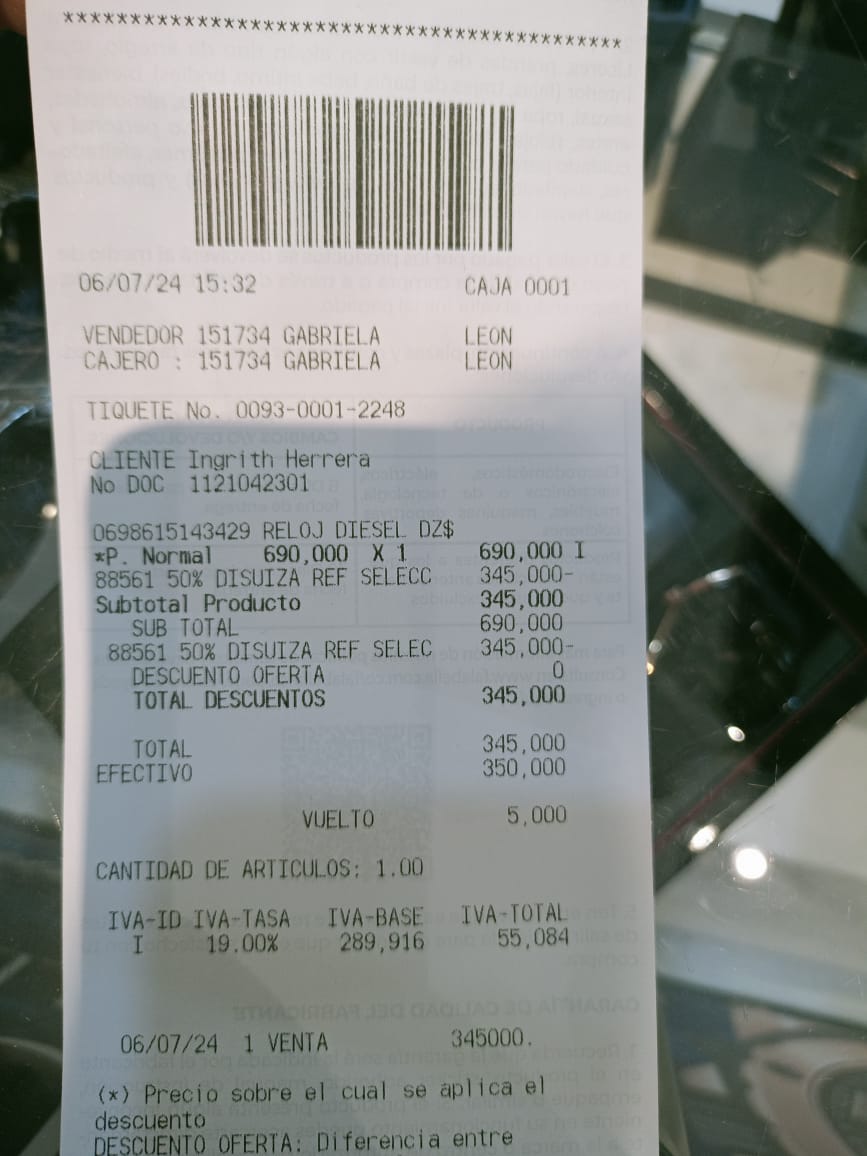 ********************************************
06/07/24 15:32 CAJA 0001
VENDEDOR 151734 GABRIELA LEON
CAJERO : 151734 GABRIELA LEON
TIQUETE No. 0093-0001-2248
CLIENTE Ingrith Herrera
No DOC 1121042301
0698615143429 RELOJ DIESEL DZ$
*P. Normal 690,000 X 1 690,000 I
88561 50% DISUIZA REF SELECC 345,000-
Subtotal Producto 345,000
SUB TOTAL 690,000
88561 50% DISUIZA REF SELEC 345,000-
DESCUENTO OFERTA 0
TOTAL DESCUENTOS 345,000
TOTAL 345,000
EFECTIVO 350,000
VUELTO 5,000
CANTIDAD DE ARTICULOS: 1.00
IVA-ID IVA-TASA IVA-BASE IVA-TOTAL
I 19.00% 289,916 55,084
06/07/24 1 VENTA 345000.
(*) Precio sobre el cual se aplica el
descuento
DESCUENTO OFERTA: Diferencia entre